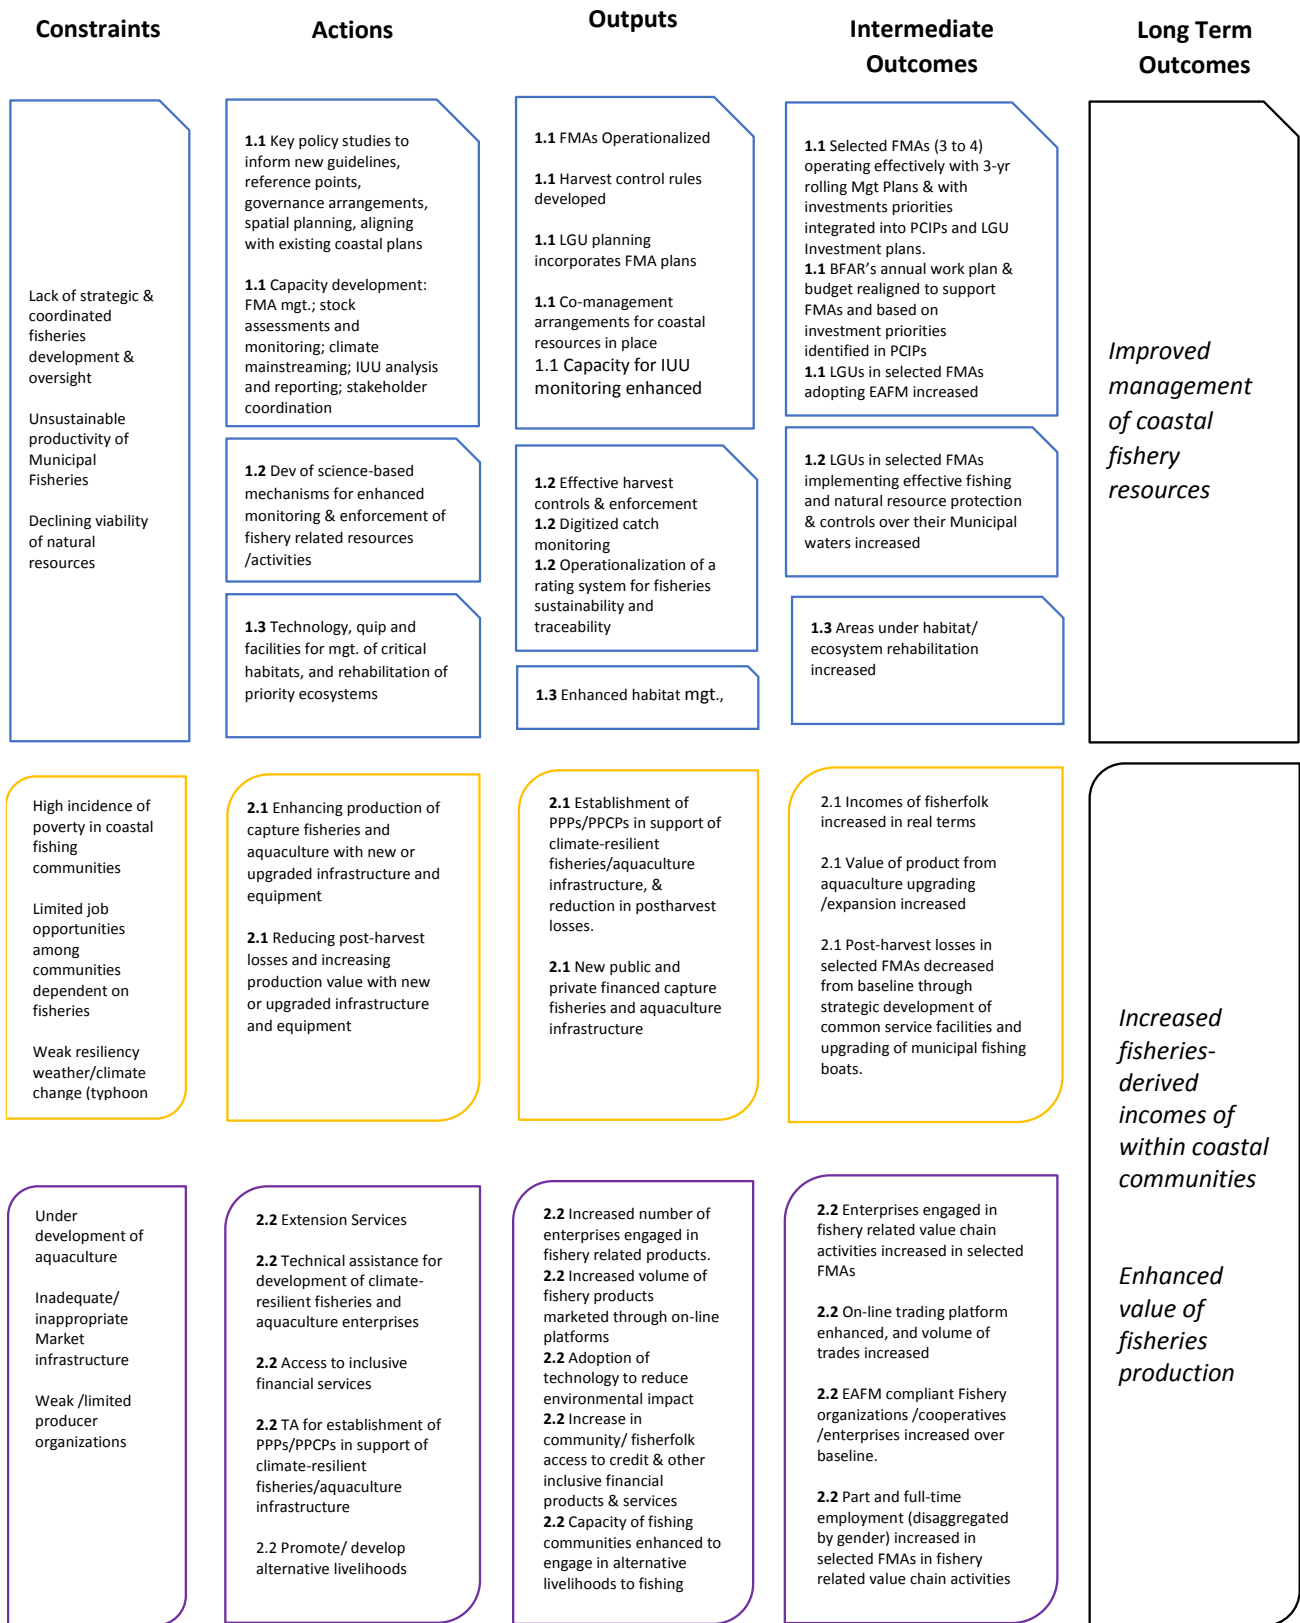 Constraints
Actions
Outputs
Intermediate
Outcomes
Long Term
Outcomes
Lack of strategic &
coordinated
fisheries
development &
oversight
Unsustainable
productivity of
Municipal
Fisheries
Declining viability
of natural
resources
1.1 Key policy studies to
inform new guidelines,
reference points,
governance arrangements,
spatial planning, aligning
with existing coastal plans
1.1 Capacity development:
FMA mgt.; stock
assessments and
monitoring; climate
mainstreaming; IUU analysis
and reporting; stakeholder
coordination
1.2 Dev of science-based
mechanisms for enhanced
monitoring & enforcement of
fishery related resources
/activities
1.3 Technology, quip and
facilities for mgt. of critical
habitats, and rehabilitation of
priority ecosystems
1.1 FMAs Operationalized
1.1 Harvest control rules
developed
1.1 LGU planning
incorporates FMA plans
1.1 Co-management
arrangements for coastal
resources in place
1.1 Capacity for IUU
monitoring enhanced
1.2 Effective harvest
controls & enforcement
1.2 Digitized catch
monitoring
1.2 Operationalization of a
rating system for fisheries
sustainability and
traceability
1.3 Enhanced habitat mgt.,
1.1 Selected FMAs (3 to 4)
operating effectively with 3-yr
rolling Mgt Plans & with
investments priorities
integrated into PCIPs and LGU
Investment plans.
1.1 BFAR's annual work plan &
budget realigned to support
FMAs and based on
investment priorities
identified in PCIPs
1.1 LGUs in selected FMAs
adopting EAFM increased
1.2 LGUs in selected FMAs
implementing effective fishing
and natural resource protection
& controls over their Municipal
waters increased
1.3 Areas under habitat/
ecosystem rehabilitation
increased
Improved
management
of coastal
fishery
resources
High incidence of
poverty in coastal
fishing
communities
Limited job
opportunities
among
communities
dependent on
fisheries
Weak resiliency
weather/climate
change (typhoon
2.1 Enhancing production of
capture fisheries and
aquaculture with new or
upgraded infrastructure and
equipment
2.1 Reducing post-harvest
losses and increasing
production value with new
or upgraded infrastructure
and equipment
2.1 Establishment of
PPPs/PPCPs in support of
climate-resilient
fisheries/aquaculture
infrastructure, &
reduction in postharvest
losses.
2.1 New public and
private financed capture
fisheries and aquaculture
infrastructure
2.1 Incomes of fisherfolk
increased in real terms
2.1 Value of product from
aquaculture upgrading
/expansion increased
2.1 Post-harvest losses in
selected FMAs decreased
from baseline through
strategic development of
common service facilities and
upgrading of municipal fishing
boats.
Increased
fisheries-
derived
incomes of
within coastal
communities
Enhanced
value of
fisheries
production
Under
development of
aquaculture
Inadequate/
inappropriate
Market
infrastructure
Weak /limited
producer
organizations
2.2 Extension Services
2.2 Technical assistance for
development of climate-
resilient fisheries and
aquaculture enterprises
2.2 Access to inclusive
financial services
2.2 TA for establishment of
PPPs/PPCPs in support of
climate-resilient
fisheries/aquaculture
infrastructure
2.2 Promote/ develop
alternative livelihoods
2.2 Increased number of
enterprises engaged in
fishery related products.
2.2 Increased volume of
fishery products
marketed through on-line
platforms
2.2 Adoption of
technology to reduce
environmental impact
2.2 Increase in
community/ fisherfolk
access to credit & other
inclusive financial
products & services
2.2 Capacity of fishing
communities enhanced to
engage in alternative
livelihoods to fishing
2.2 Enterprises engaged in
fishery related value chain
activities increased in selected
FMAs
2.2 On-line trading platform
enhanced, and volume of
trades increased
2.2 EAFM compliant Fishery
organizations /cooperatives
/enterprises increased over
baseline.
2.2 Part and full-time
employment (disaggregated
by gender) increased in
selected FMAs in fishery
related value chain activities